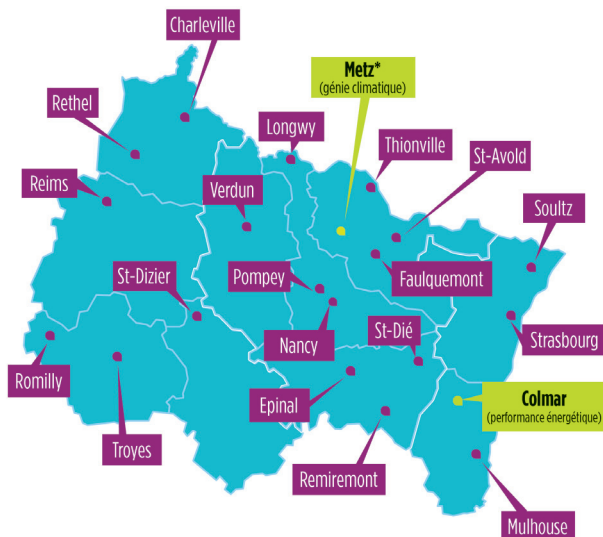 Charleville
Metz*
(génie climatique)
Rethel
Longwy
Thionville
St-Avold
Reims
Verdun
Soultz
St-Dizier
Pompey
Faulquemont
Nancy
St-Dié
Strasbourg
Romilly
Epinal
Colmar
(performance énergétique)
Troyes
Remiremont
Mulhouse